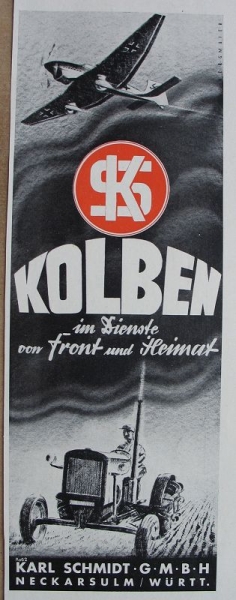 KS
KOLBEN
im Dienste
von Front und Heimat
KARL SCHMIDT · G · M · B · H
NECKARSULM / WÜRTT.